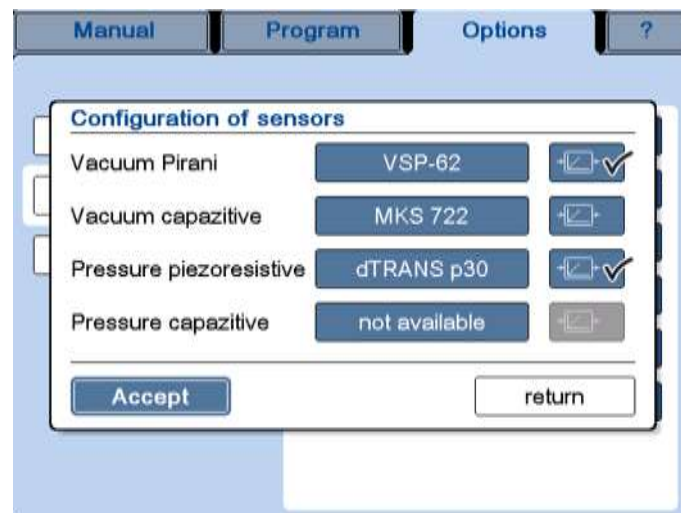 Manual Program Options ?
Configuration of sensors
Vacuum Pirani VSP-62
Vacuum capazitive MKS 722
Pressure piezoresistive dTRANS p30
Pressure capazitive not available
Accept return